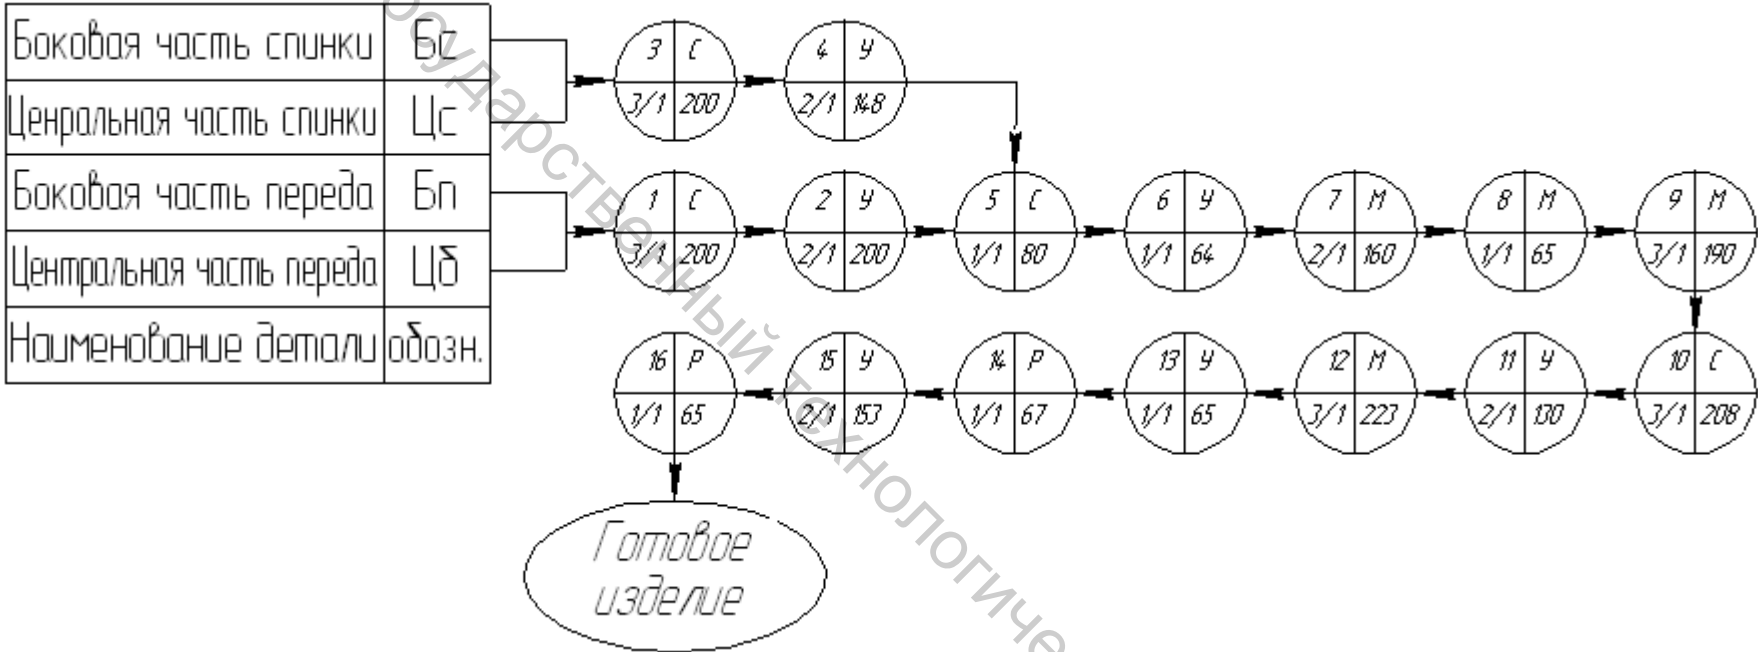 Боковая часть спинки Бс
Ценральная часть спинки Цс
Боковая часть переда Бп
Центральная часть переда Цб
Наименование детали обозн.
3 С 4 У
3/1 200 2/1 148
1 С 2 У 5 С 6 У 7 М 8 М 9 М
3/1 200 2/1 200 1/1 80 1/1 64 2/1 160 1/1 65 3/1 190
16 Р 15 У 14 Р 13 У 12 М 11 У 10 С
1/1 65 2/1 153 1/1 67 1/1 65 3/1 223 2/1 130 3/1 208
Готовое
изделие
осударственный технологиче